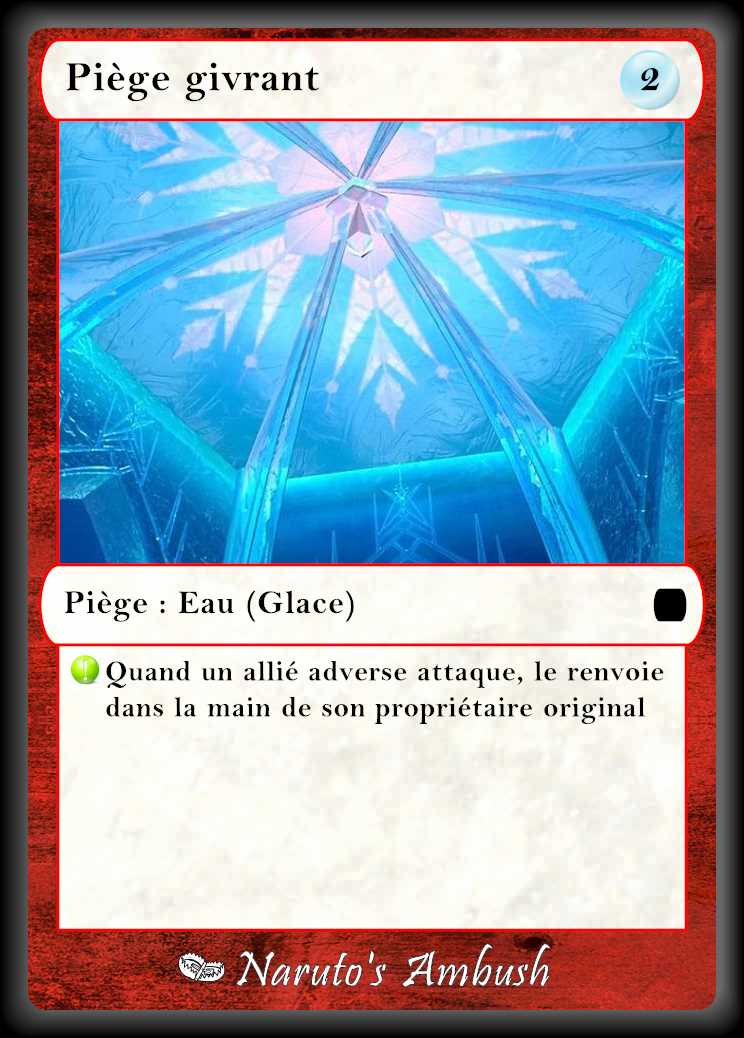 Piège givrant
2
Piège : Eau (Glace)
! Quand un allié adverse attaque, le renvoie
dans la main de son propriétaire original
Naruto's Ambush